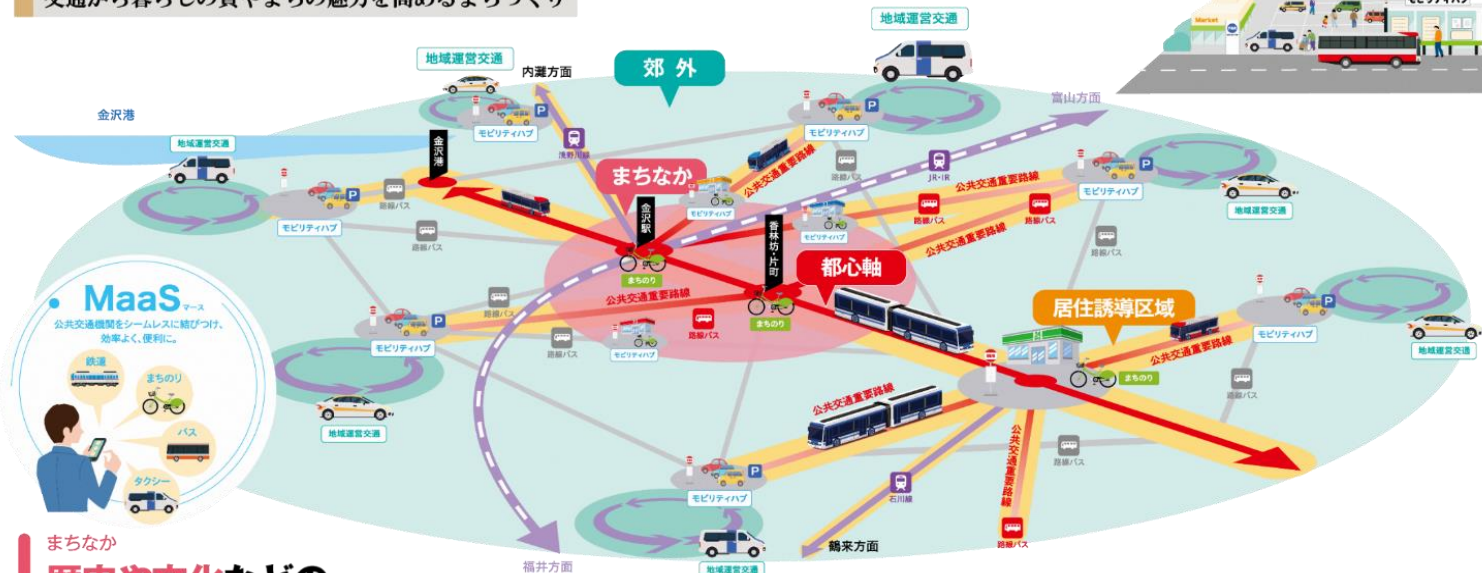 交通から暮らしの質やまちの魅力を高めるまちづくり
地域運営交通
モビリティハブ
Market
地域運営交通
内灘方面
郊外
富山方面
金沢港
P
モビリティハブ
P
モビリティハブ
浅野川線
地域運営交通
金沢港
まちなか
公共交通重要路線
路線バス
JR・IR
P
モビリティハブ
公共交通重要路線
路線バス
路線バス
地域運営交通
P
モビリティハブ
路線バス
路線バス
金沢駅
モビリティハブ
香林坊・片町
モビリティハブ
公共交通重要路線
路線バス
まちのり
都心軸
MaaS マース
公共交通機関をシームレスに結びつけ、
効率よく、便利に。
鉄道
まちのり
バス
タクシー
路線バス
公共交通重要路線
まちのり
居住誘導区域
P
モビリティハブ
P
モビリティハブ
路線バス
モビリティハブ
路線バス
公共交通重要路線
地域運営交通
まちのり
路線バス
公共交通重要路線
地域運営交通
公共交通重要路線
路線バス
P
モビリティハブ
石川線
路線バス
鶴来方面
福井方面
地域運営交通
まちなか
歴史や文化などの